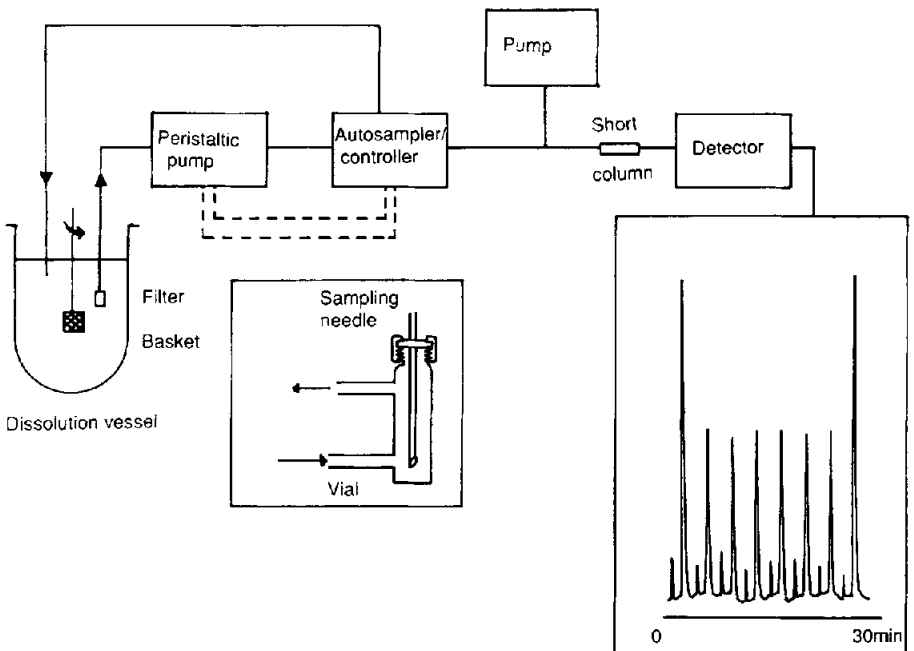 Pump
Peristaltic
pump
Autosampler/
controller
Short
column
Detector
Filter
Basket
Dissolution vessel
Sampling
needle
Vial
0
30min